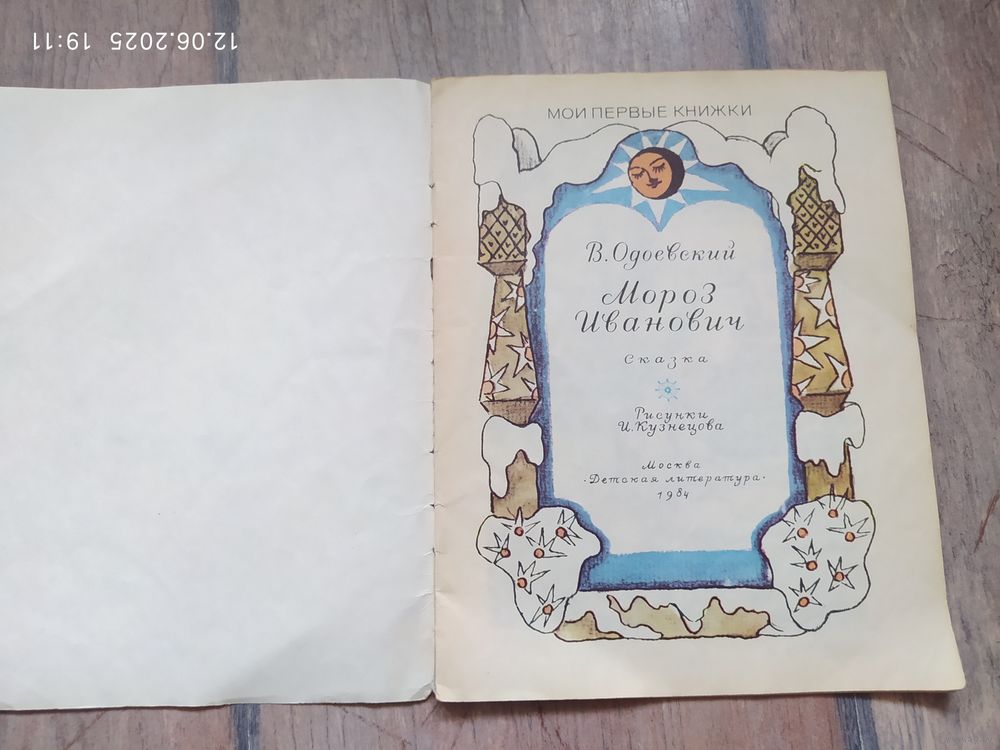 12.06.2025 19:11
МОИ ПЕРВЫЕ КНИЖКИ
В. Одоевский
Мороз
Иванович
Сказка
Рисунки
И. Кузнецова
Москва
·Детская литература·
1984